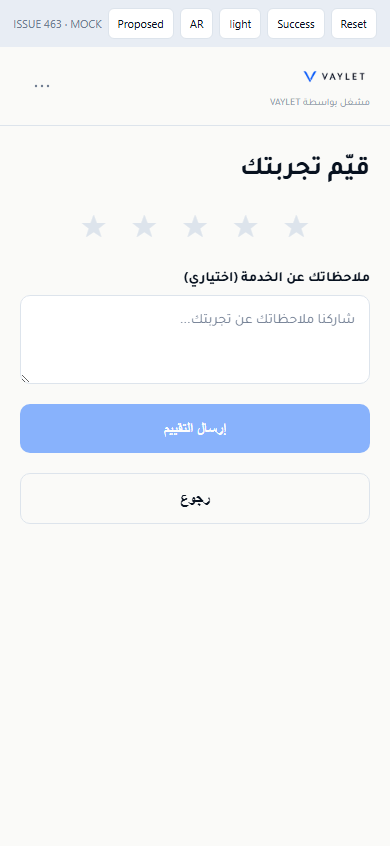 ISSUE 463 · MOCK Proposed AR light Success Reset
VAYLET
...
مشغل بواسطة VAYLET
قيّم تجربتك
ملاحظاتك عن الخدمة (اختياري)
شاركنا ملاحظاتك عن تجربتك...
إرسال التقييم
رجوع